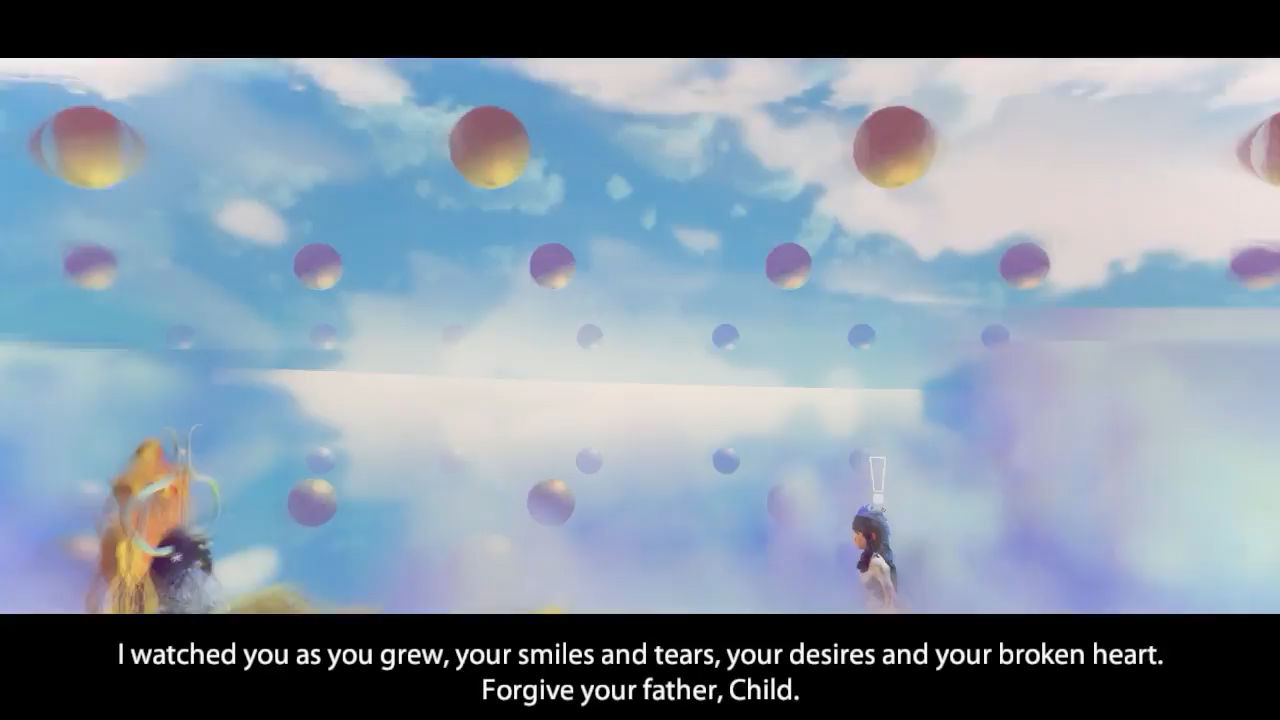 I watched you as you grew, your smiles and tears, your desires and your broken heart.
Forgive your father, Child.